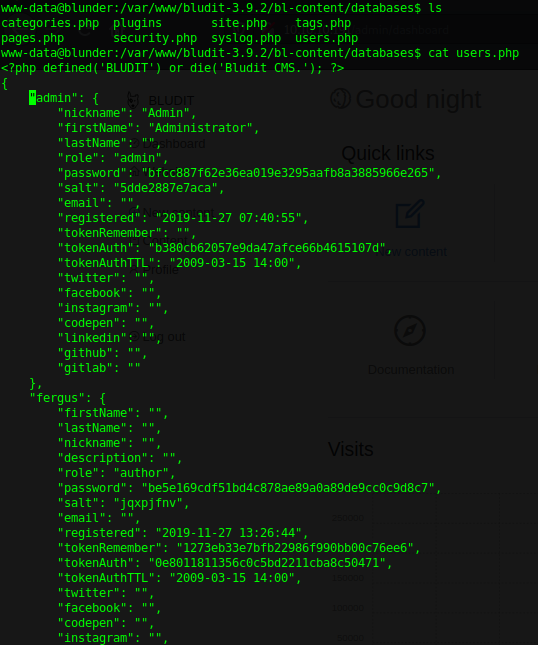 www-data@blunder:/var/www/bludit-3.9.2/bl-content/databases$ ls
categories.php  plugins       site.php    tags.php
pages.php       security.php  syslog.php  users.php
www-data@blunder:/var/www/bludit-3.9.2/bl-content/databases$ cat users.php
<?php defined('BLUDIT') or die('Bludit CMS.'); ?>
{
    "admin": {
        "nickname": "Admin",
        "firstName": "Administrator",
        "lastName": "",
        "role": "admin",
        "password": "bfcc887f62e36ea019e3295aafb8a3885966e265",
        "salt": "5dde2887e7aca",
        "email": "",
        "registered": "2019-11-27 07:40:55",
        "tokenRemember": "",
        "tokenAuth": "b380cb62057e9da47afce66b4615107d",
        "tokenAuthTTL": "2009-03-15 14:00",
        "twitter": "",
        "facebook": "",
        "instagram": "",
        "codepen": "",
        "linkedin": "",
        "github": "",
        "gitlab": ""
    },
    "fergus": {
        "firstName": "",
        "lastName": "",
        "nickname": "",
        "description": "",
        "role": "author",
        "password": "be5e169cdf51bd4c878ae89a0a89de9cc0c9d8c7",
        "salt": "jqxpjfnv",
        "email": "",
        "registered": "2019-11-27 13:26:44",
        "tokenRemember": "1273eb33e7bfb22986f990bb00c76ee6",
        "tokenAuth": "0e8011811356c0c5bd2211cba8c50471",
        "tokenAuthTTL": "2009-03-15 14:00",
        "twitter": "",
        "facebook": "",
        "codepen": "",
        "instagram": "",
BLUDIT
Good night
Quick links
content
Documentation
out
Visits